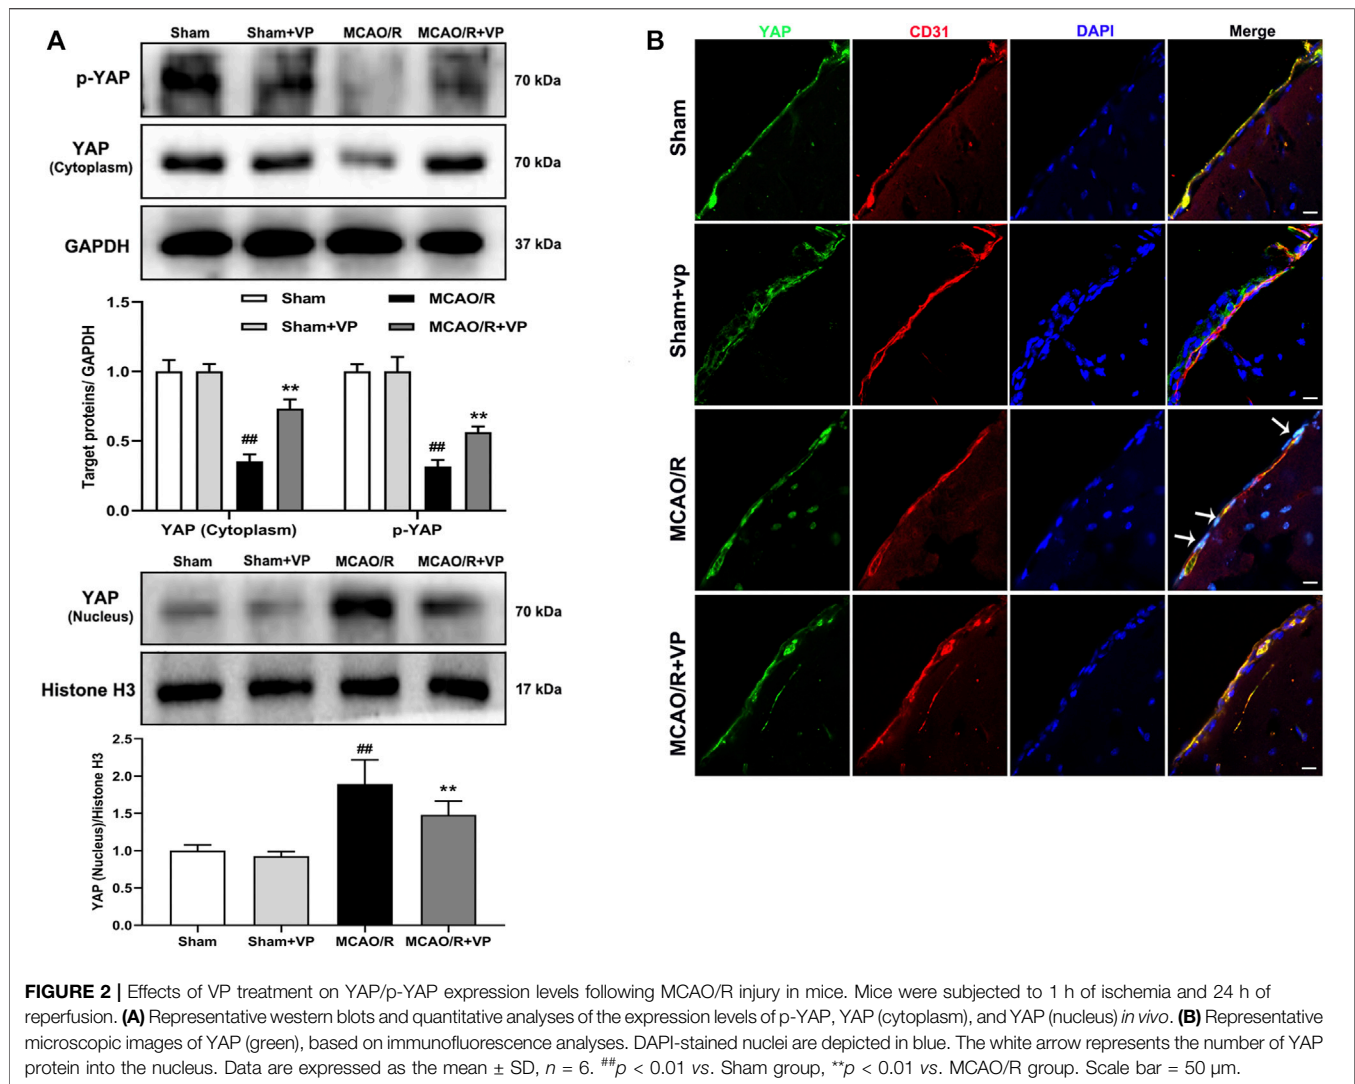 A
Sham Sham+VP MCAO/R MCAO/R+VP
p-YAP 70 kDa
YAP 70 kDa
(Cytoplasm)
GAPDH 37 kDa
Sham MCAO/R
Sham+VP MCAO/R+VP
Target proteins/ GAPDH
1.5
1.0
0.5
0.0
## ** ## **
YAP (Cytoplasm) p-YAP
Sham Sham+VP MCAO/R MCAO/R+VP
YAP 70 kDa
(Nucleus)
Histone H3 17 kDa
YAP (Nucleus)/Histone H3
2.5
2.0
1.5
1.0
0.5
0.0
## **
Sham Sham+VP MCAO/R MCAO/R+VP
B
YAP CD31 DAPI Merge
Sham
Sham+vp
MCAO/R
MCAO/R+VP
FIGURE 2 | Effects of VP treatment on YAP/p-YAP expression levels following MCAO/R injury in mice. Mice were subjected to 1 h of ischemia and 24 h of
reperfusion. (A) Representative western blots and quantitative analyses of the expression levels of p-YAP, YAP (cytoplasm), and YAP (nucleus) in vivo. (B) Representative
microscopic images of YAP (green), based on immunofluorescence analyses. DAPI-stained nuclei are depicted in blue. The white arrow represents the number of YAP
protein into the nucleus. Data are expressed as the mean ± SD, n = 6. ##p < 0.01 vs. Sham group, **p < 0.01 vs. MCAO/R group. Scale bar = 50 μm.